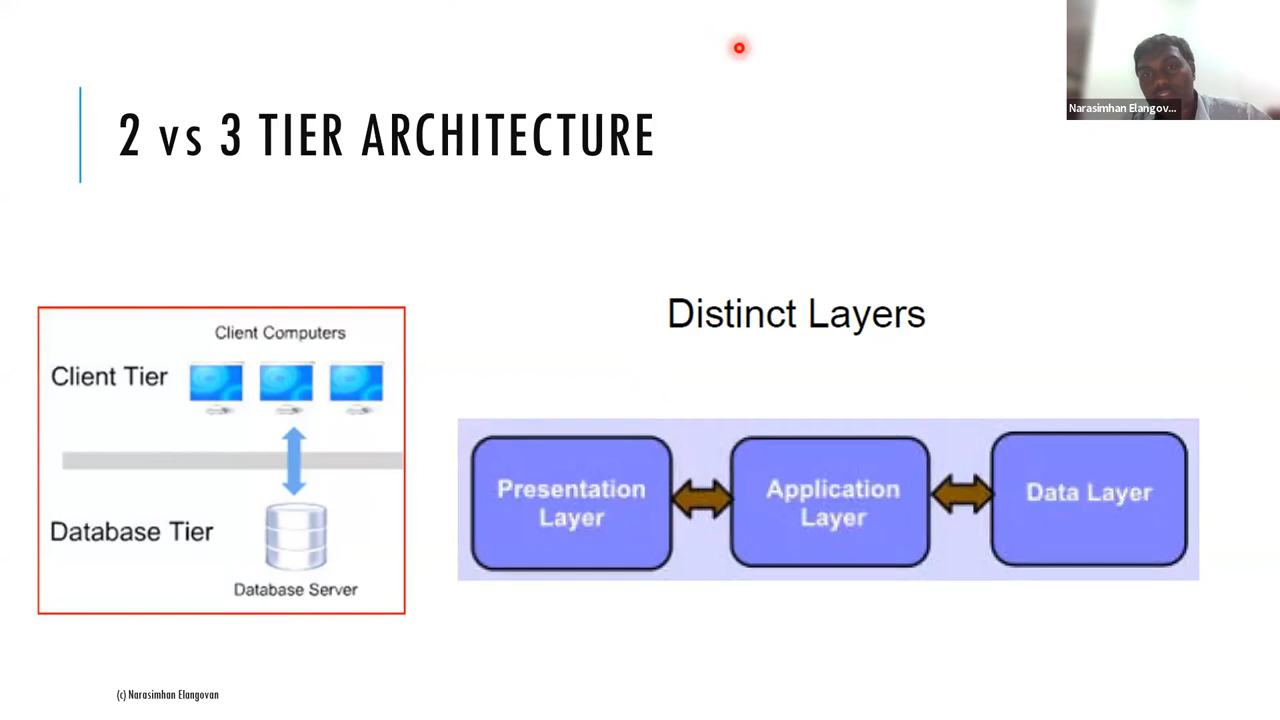 Narasimhan Elangov...
2 vs 3 TIER ARCHITECTURE
Client Computers
Client Tier
Database Tier
Database Server
Distinct Layers
Presentation
Layer
Application
Layer
Data Layer
(c) Narasimhan Elangovan